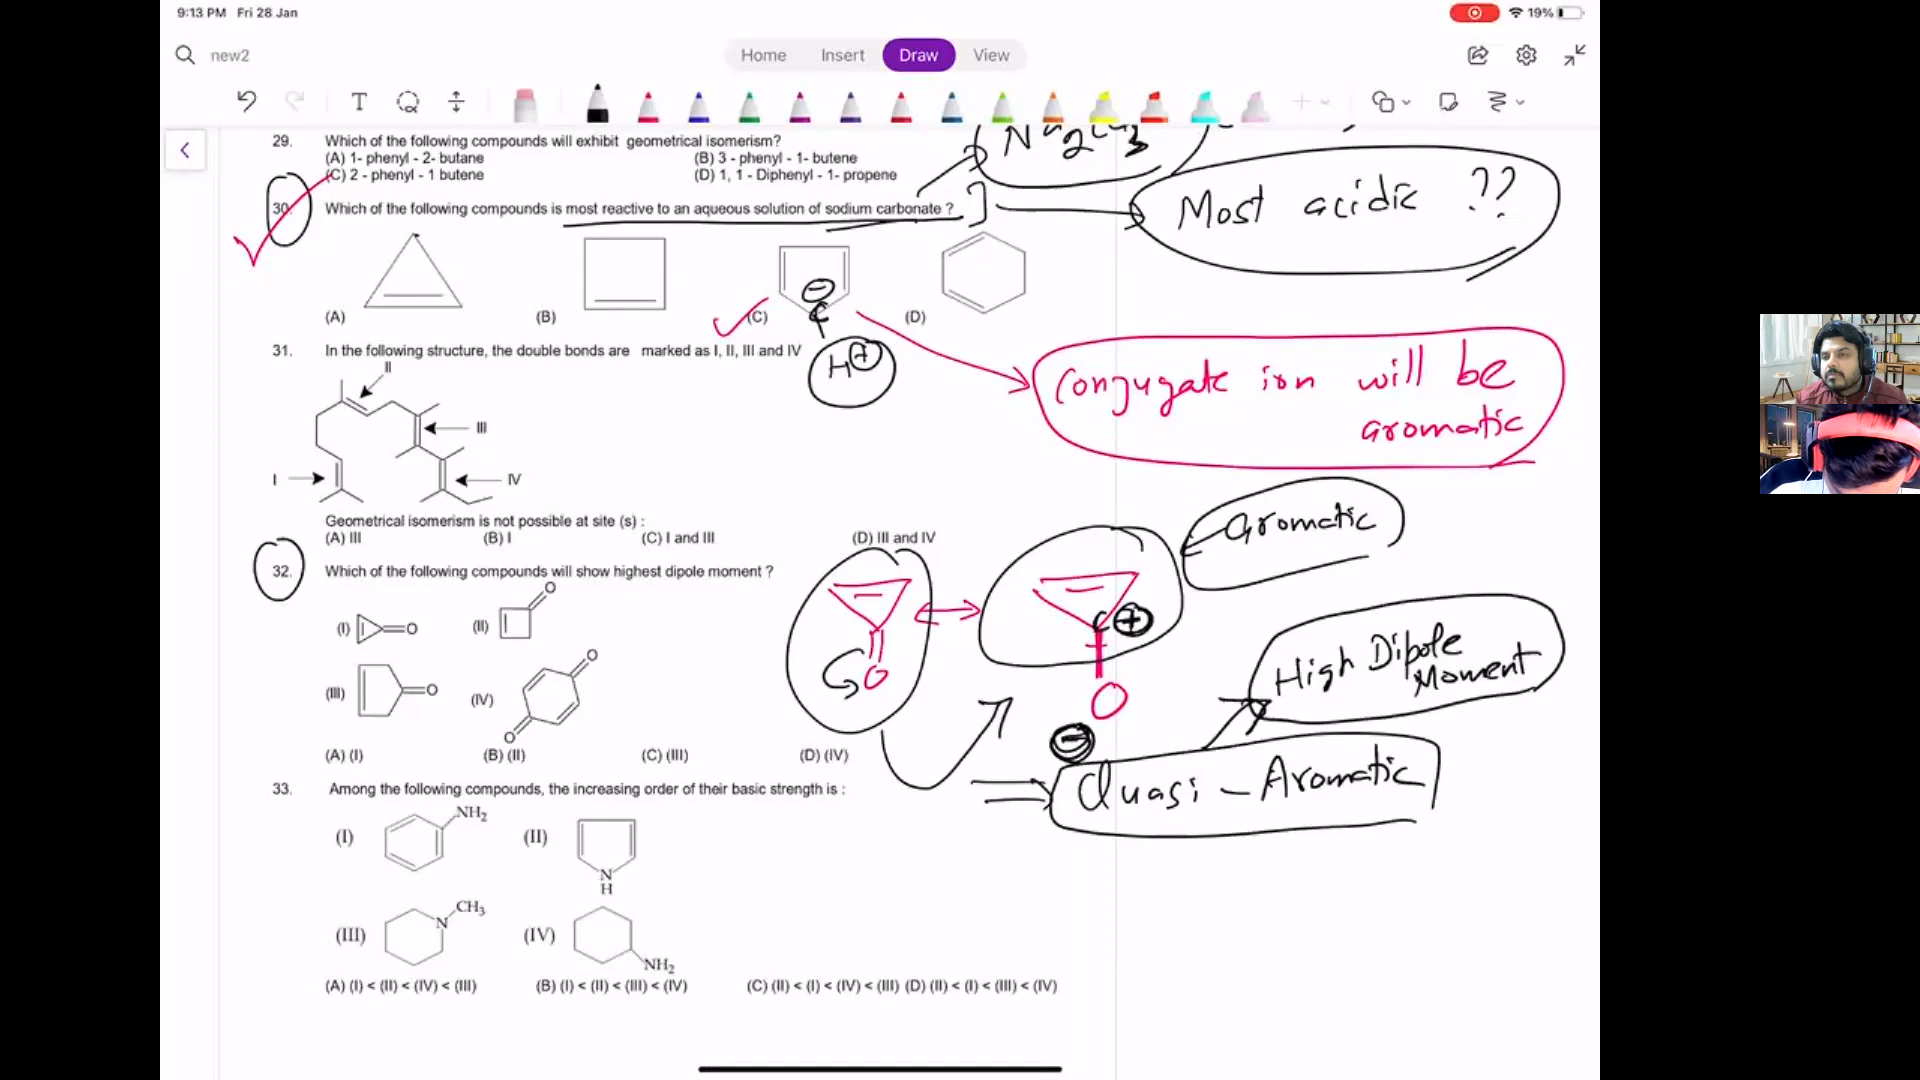 9:13 PM Fri 28 Jan
19%
new2
Home Insert Draw View
T
29. Which of the following compounds will exhibit geometrical isomerism?
(A) 1- phenyl - 2- butane (B) 3 - phenyl - 1- butene
(C) 2 - phenyl - 1 butene (D) 1, 1 - Diphenyl - 1- propene
30. Which of the following compounds is most reactive to an aqueous solution of sodium carbonate ?
Most acidic ??
(A) (B) (C) (D)
H+
Conjugate ion will be
aromatic
31. In the following structure, the double bonds are marked as I, II, III and IV
II
III
I
IV
Geometrical isomerism is not possible at site (s) :
(A) III (B) I (C) I and III (D) III and IV
Aromatic
32. Which of the following compounds will show highest dipole moment ?
(I) O (II) O
(III) O (IV) O
O
O
C +
O
−
High Dipole
Moment
(A) (I) (B) (II) (C) (III) (D) (IV)
Quasi - Aromatic
33. Among the following compounds, the increasing order of their basic strength is :
(I) NH2 (II) N
H
(III) N CH3 (IV) NH2
(A) (I) < (II) < (IV) < (III) (B) (I) < (II) < (III) < (IV) (C) (II) < (I) < (IV) < (III) (D) (II) < (I) < (III) < (IV)